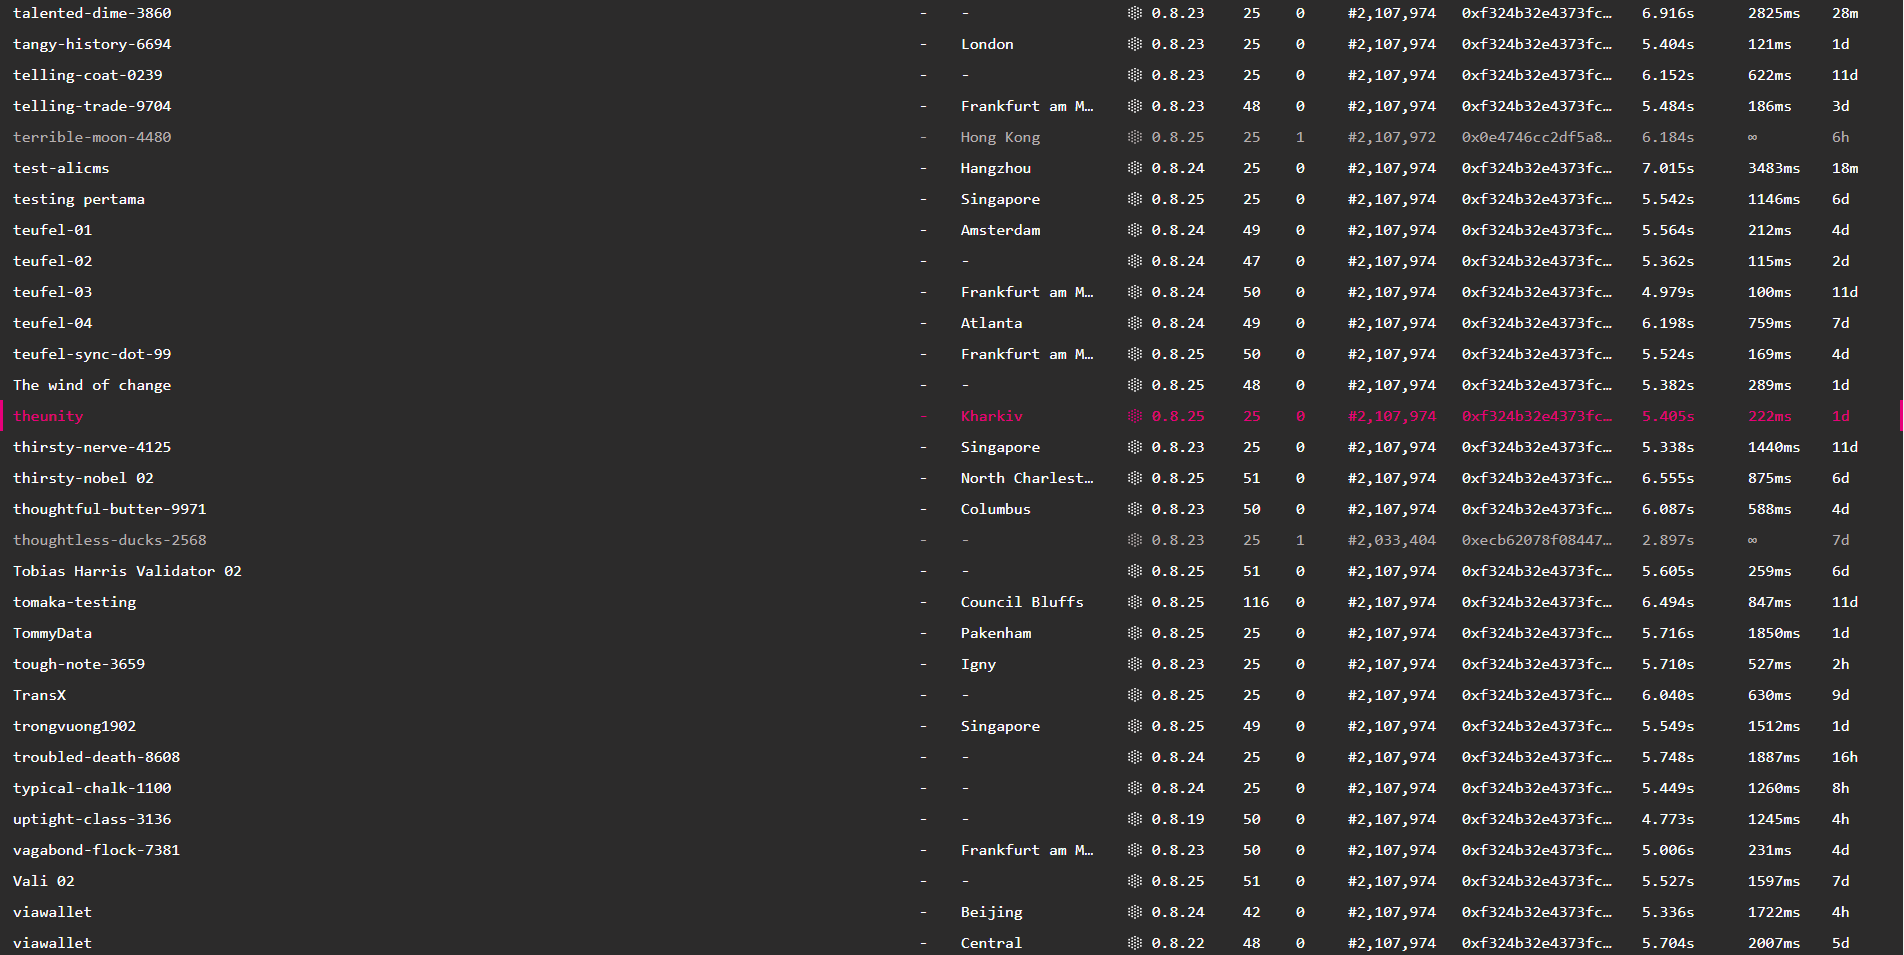 talented-dime-3860 - - 0.8.23 25 0 #2,107,974 0xf324b32e4373fc… 6.916s 2825ms 28m
tangy-history-6694 - London 0.8.23 25 0 #2,107,974 0xf324b32e4373fc… 5.404s 121ms 1d
telling-coat-0239 - - 0.8.23 25 0 #2,107,974 0xf324b32e4373fc… 6.152s 622ms 11d
telling-trade-9704 - Frankfurt am M… 0.8.23 48 0 #2,107,974 0xf324b32e4373fc… 5.484s 186ms 3d
terrible-moon-4480 - Hong Kong 0.8.25 25 1 #2,107,972 0x0e4746cc2df5a8… 6.184s ∞ 6h
test-alicms - Hangzhou 0.8.24 25 0 #2,107,974 0xf324b32e4373fc… 7.015s 3483ms 18m
testing pertama - Singapore 0.8.25 25 0 #2,107,974 0xf324b32e4373fc… 5.542s 1146ms 6d
teufel-01 - Amsterdam 0.8.24 49 0 #2,107,974 0xf324b32e4373fc… 5.564s 212ms 4d
teufel-02 - - 0.8.24 47 0 #2,107,974 0xf324b32e4373fc… 5.362s 115ms 2d
teufel-03 - Frankfurt am M… 0.8.24 50 0 #2,107,974 0xf324b32e4373fc… 4.979s 100ms 11d
teufel-04 - Atlanta 0.8.24 49 0 #2,107,974 0xf324b32e4373fc… 6.198s 759ms 7d
teufel-sync-dot-99 - Frankfurt am M… 0.8.25 50 0 #2,107,974 0xf324b32e4373fc… 5.524s 169ms 4d
The wind of change - - 0.8.25 48 0 #2,107,974 0xf324b32e4373fc… 5.382s 289ms 1d
theunity - Kharkiv 0.8.25 25 0 #2,107,974 0xf324b32e4373fc… 5.405s 222ms 1d
thirsty-nerve-4125 - Singapore 0.8.23 25 0 #2,107,974 0xf324b32e4373fc… 5.338s 1440ms 11d
thirsty-nobel 02 - North Charlest… 0.8.25 51 0 #2,107,974 0xf324b32e4373fc… 6.555s 875ms 6d
thoughtful-butter-9971 - Columbus 0.8.23 50 0 #2,107,974 0xf324b32e4373fc… 6.087s 588ms 4d
thoughtless-ducks-2568 - - 0.8.23 25 1 #2,033,404 0xecb62078f08447… 2.897s ∞ 7d
Tobias Harris Validator 02 - - 0.8.25 51 0 #2,107,974 0xf324b32e4373fc… 5.605s 259ms 6d
tomaka-testing - Council Bluffs 0.8.25 116 0 #2,107,974 0xf324b32e4373fc… 6.494s 847ms 11d
TommyData - Pakenham 0.8.25 25 0 #2,107,974 0xf324b32e4373fc… 5.716s 1850ms 1d
tough-note-3659 - Igny 0.8.23 25 0 #2,107,974 0xf324b32e4373fc… 5.710s 527ms 2h
TransX - - 0.8.25 25 0 #2,107,974 0xf324b32e4373fc… 6.040s 630ms 9d
trongvuong1902 - Singapore 0.8.25 49 0 #2,107,974 0xf324b32e4373fc… 5.549s 1512ms 1d
troubled-death-8608 - - 0.8.24 25 0 #2,107,974 0xf324b32e4373fc… 5.748s 1887ms 16h
typical-chalk-1100 - - 0.8.24 25 0 #2,107,974 0xf324b32e4373fc… 5.449s 1260ms 8h
uptight-class-3136 - - 0.8.19 50 0 #2,107,974 0xf324b32e4373fc… 4.773s 1245ms 4h
vagabond-flock-7381 - Frankfurt am M… 0.8.23 50 0 #2,107,974 0xf324b32e4373fc… 5.006s 231ms 4d
Vali 02 - - 0.8.25 51 0 #2,107,974 0xf324b32e4373fc… 5.527s 1597ms 7d
viawallet - Beijing 0.8.24 42 0 #2,107,974 0xf324b32e4373fc… 5.336s 1722ms 4h
viawallet - Central 0.8.22 48 0 #2,107,974 0xf324b32e4373fc… 5.704s 2007ms 5d